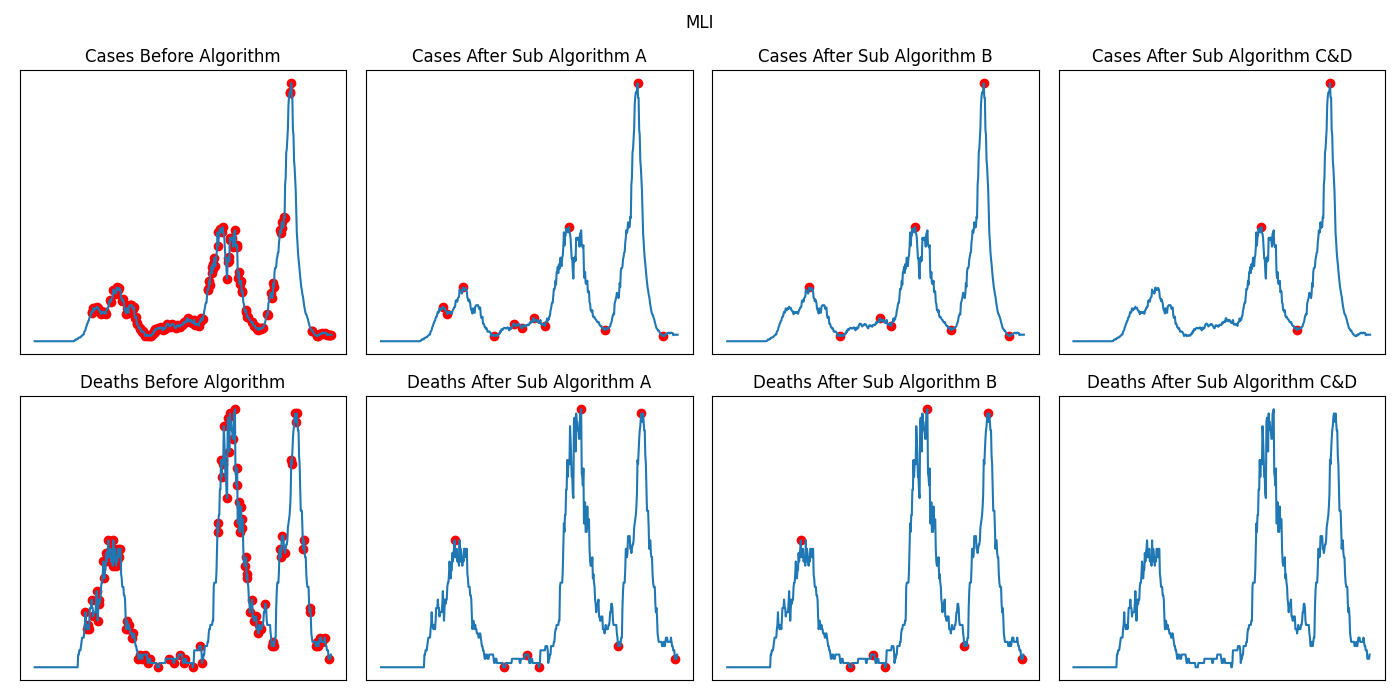 MLI
Cases Before Algorithm
Cases After Sub Algorithm A
Cases After Sub Algorithm B
Cases After Sub Algorithm C&D
Deaths Before Algorithm
Deaths After Sub Algorithm A
Deaths After Sub Algorithm B
Deaths After Sub Algorithm C&D